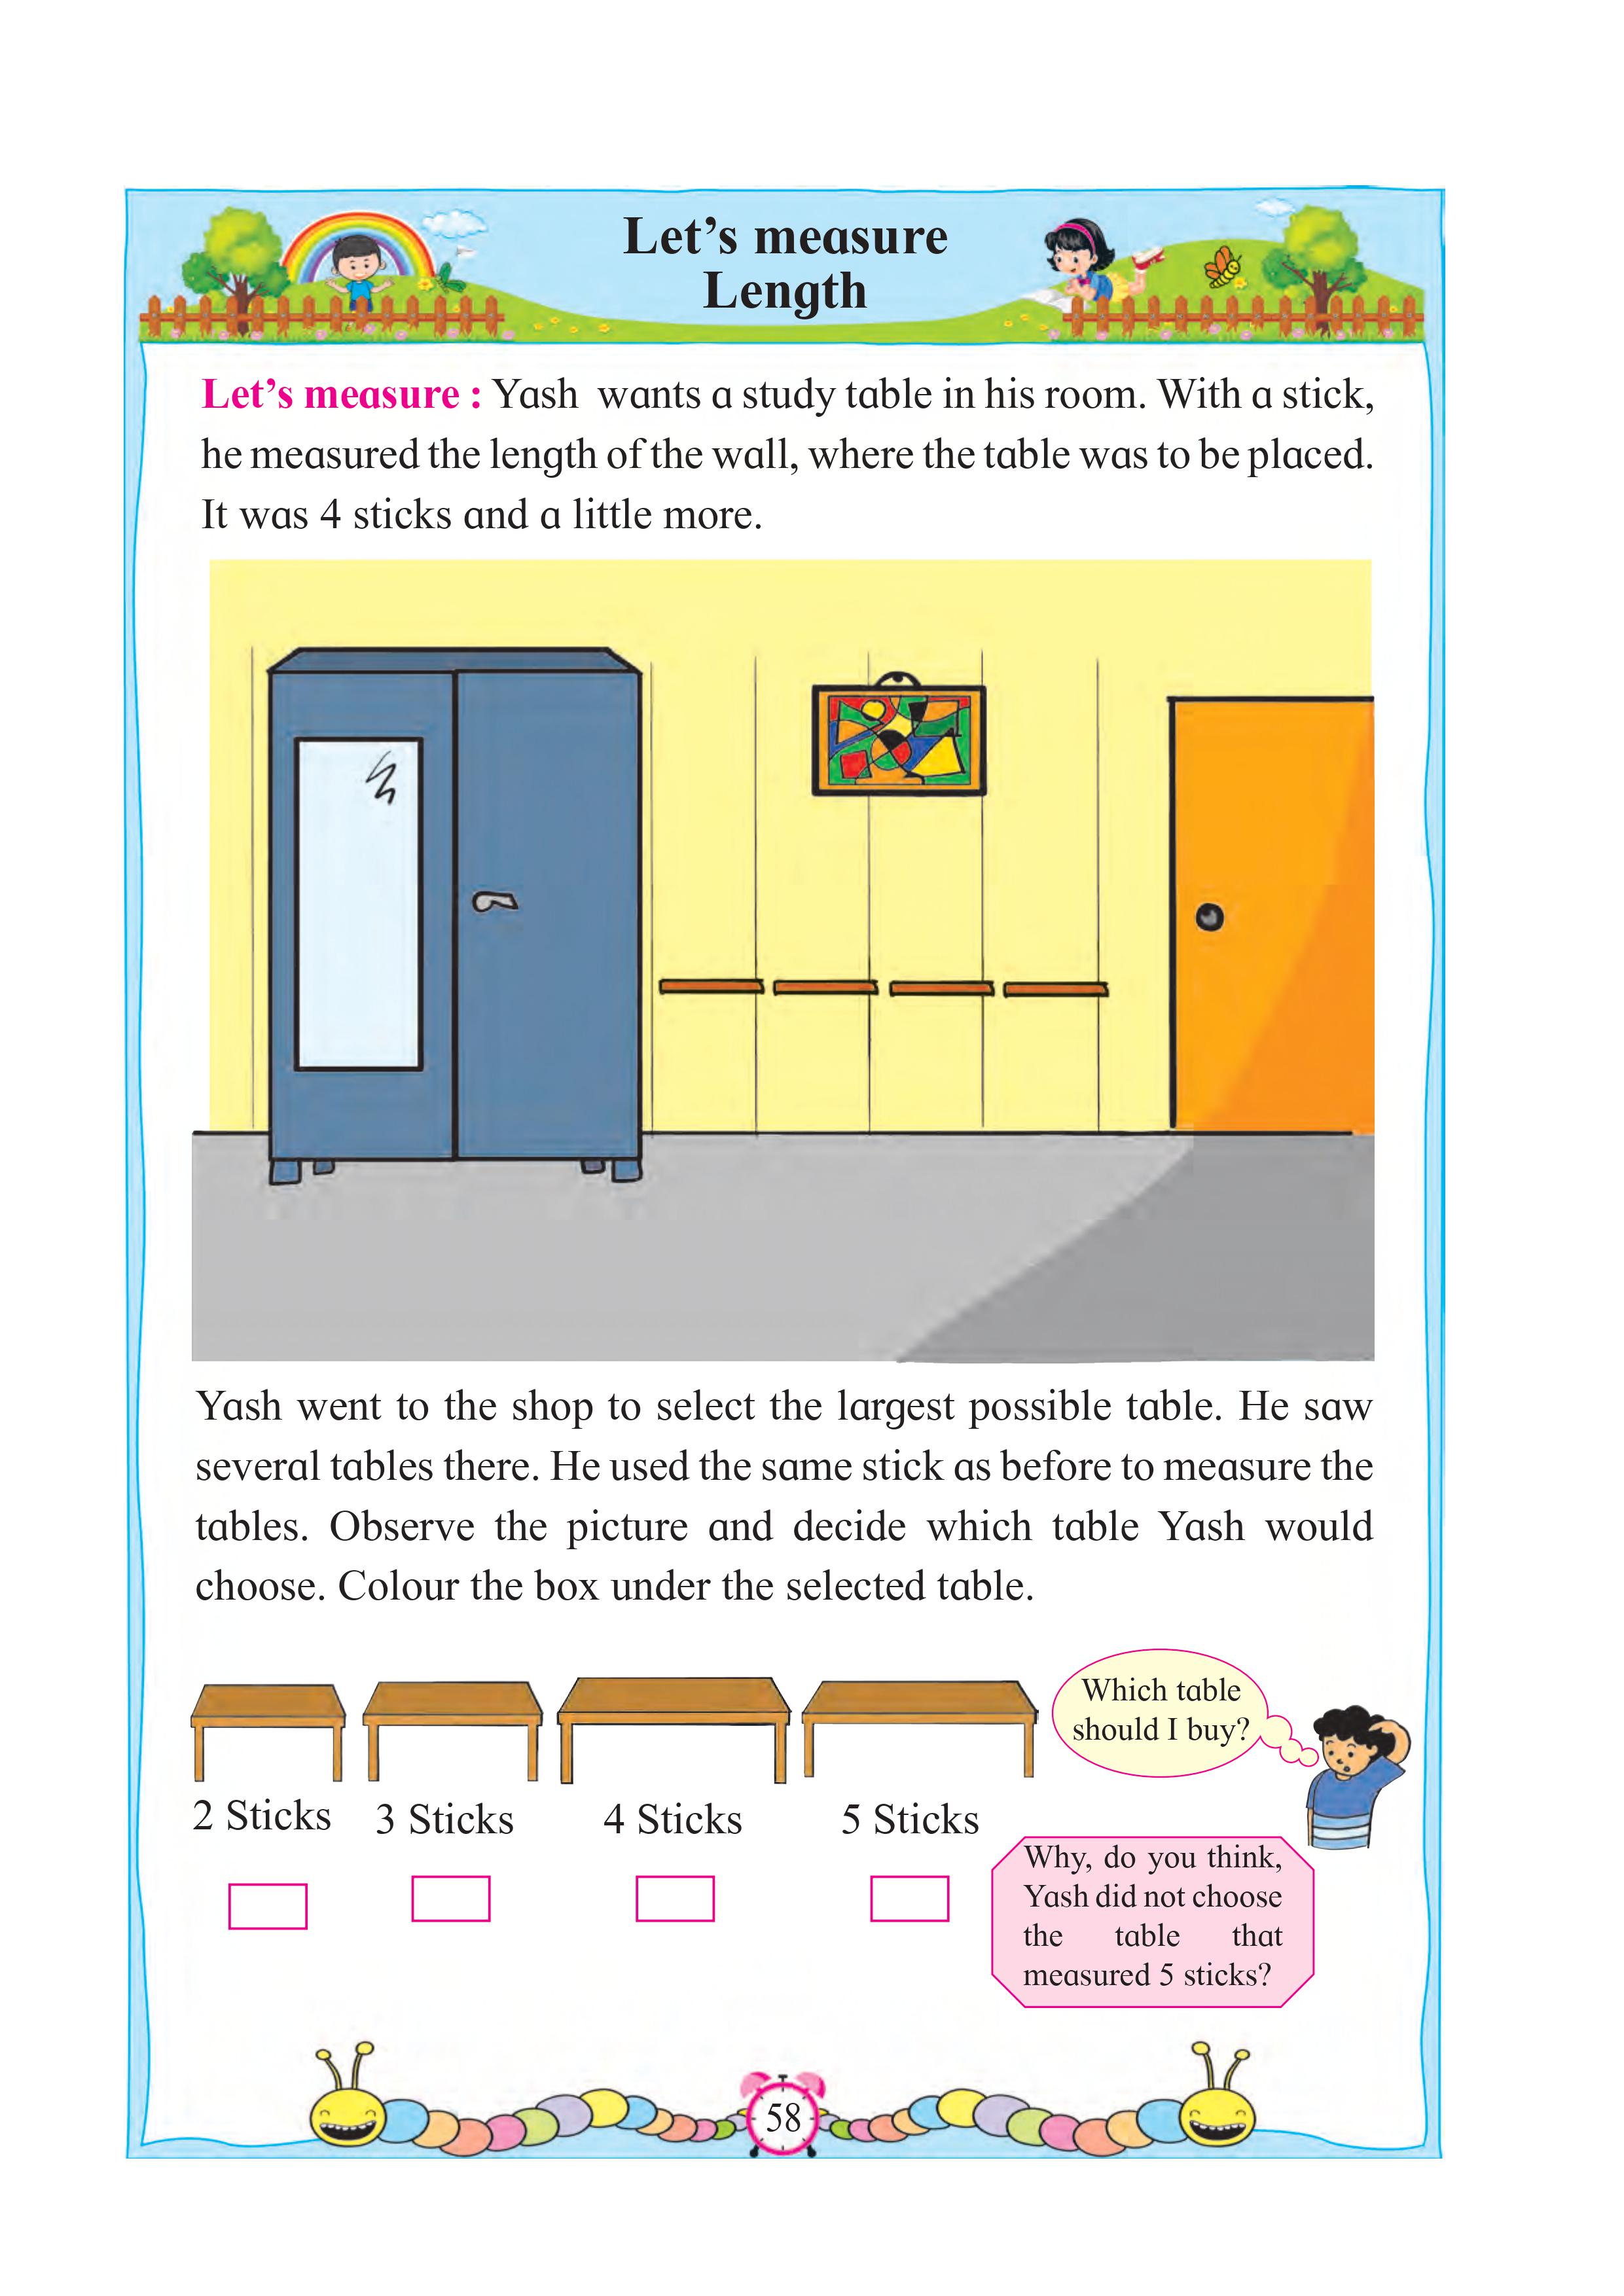 Let’s measure
Length
Let’s measure : Yash wants a study table in his room. With a stick,
he measured the length of the wall, where the table was to be placed.
It was 4 sticks and a little more.
Yash went to the shop to select the largest possible table. He saw
several tables there. He used the same stick as before to measure the
tables. Observe the picture and decide which table Yash would
choose. Colour the box under the selected table.
Which table
should I buy?
2 Sticks 3 Sticks 4 Sticks 5 Sticks
Why, do you think,
Yash did not choose
the table that
measured 5 sticks?
58